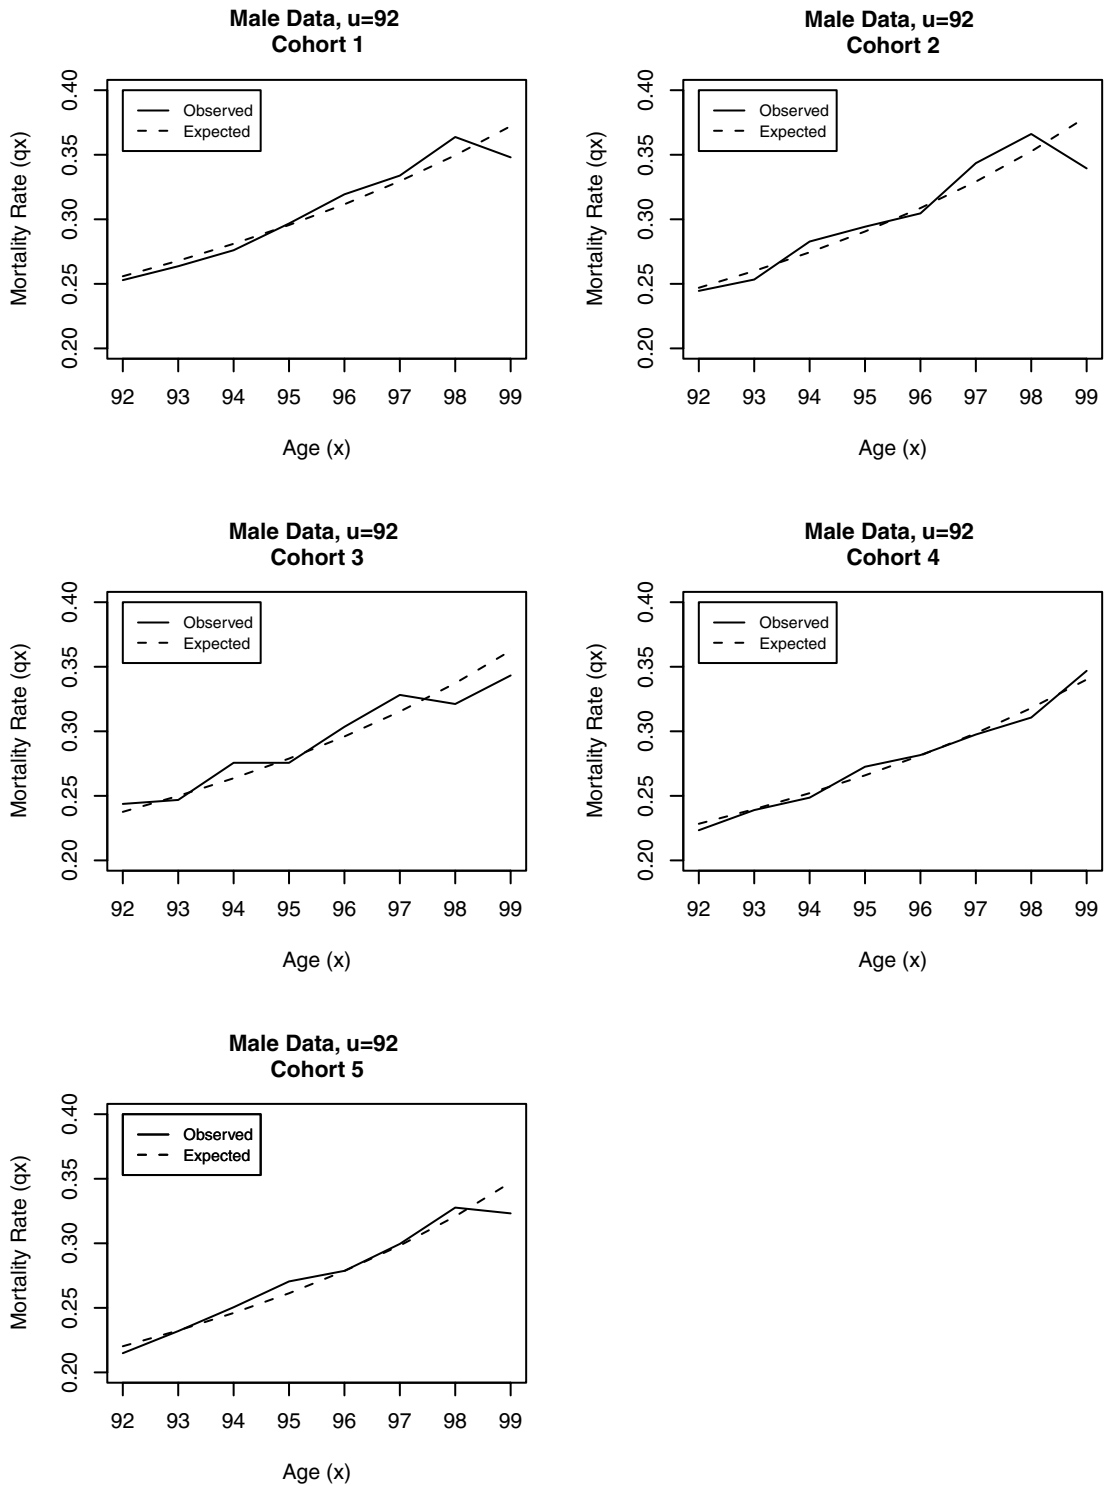 Male Data, u=92
Cohort 1
Mortality Rate (qx)
0.40
0.35
0.30
0.25
0.20
Observed
Expected
92 93 94 95 96 97 98 99
Age (x)
Male Data, u=92
Cohort 2
Mortality Rate (qx)
0.40
0.35
0.30
0.25
0.20
Observed
Expected
92 93 94 95 96 97 98 99
Age (x)
Male Data, u=92
Cohort 3
Mortality Rate (qx)
0.40
0.35
0.30
0.25
0.20
Observed
Expected
92 93 94 95 96 97 98 99
Age (x)
Male Data, u=92
Cohort 4
Mortality Rate (qx)
0.40
0.35
0.30
0.25
0.20
Observed
Expected
92 93 94 95 96 97 98 99
Age (x)
Male Data, u=92
Cohort 5
Mortality Rate (qx)
0.40
0.35
0.30
0.25
0.20
Observed
Expected
92 93 94 95 96 97 98 99
Age (x)